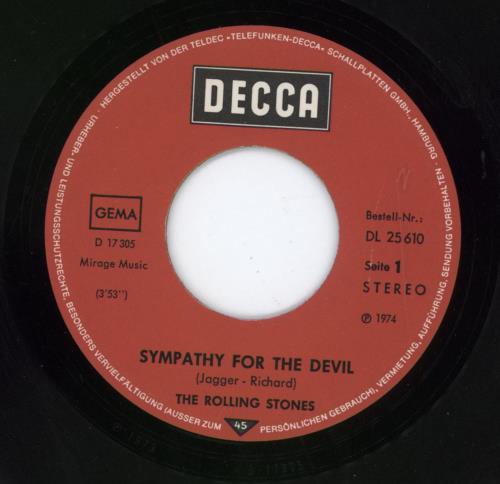 · HERGESTELLT VON DER TELDEC »TELEFUNKEN-DECCA« SCHALLPLATTEN GMBH., HAMBURG ·
URHEBER- UND LEISTUNGSSCHUTZRECHTE, BESONDERS VERVIELFÄLTIGUNG (AUSSER ZUM PERSÖNLICHEN GEBRAUCH), VERMIETUNG, AUFFÜHRUNG, SENDUNG VORBEHALTEN
DECCA
GEMA
D 17 305
Mirage Music
(3'53'')
Bestell-Nr.:
DL 25 610
Seite 1
STEREO
℗ 1974
SYMPATHY FOR THE DEVIL
(Jagger - Richard)
THE ROLLING STONES
45